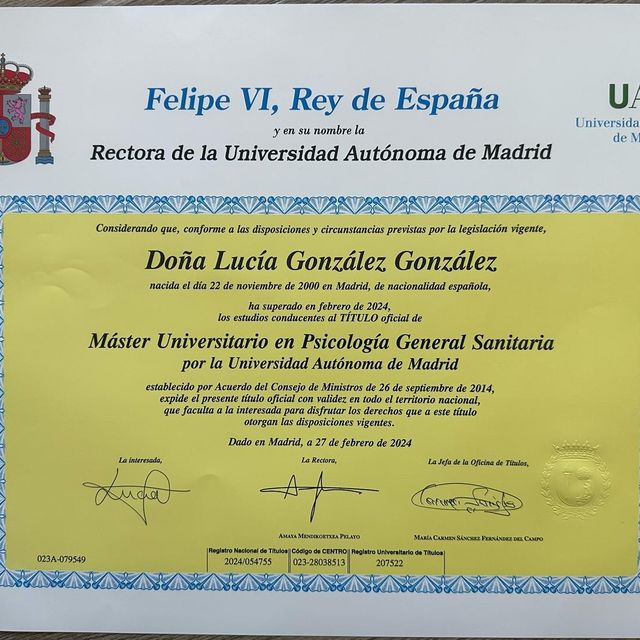 Felipe VI, Rey de España
y en su nombre la
Rectora de la Universidad Autónoma de Madrid
UA
Universida
de M
Considerando que, conforme a las disposiciones y circunstancias previstas por la legislación vigente,
Doña Lucía González González
nacida el día 22 de noviembre de 2000 en Madrid, de nacionalidad española,
ha superado en febrero de 2024,
los estudios conducentes al TÍTULO oficial de
Máster Universitario en Psicología General Sanitaria
por la Universidad Autónoma de Madrid
establecido por Acuerdo del Consejo de Ministros de 26 de septiembre de 2014,
expide el presente título oficial con validez en todo el territorio nacional,
que faculta a la interesada para disfrutar los derechos que a este título
otorgan las disposiciones vigentes.
Dado en Madrid, a 27 de febrero de 2024
La interesada,
La Rectora,
La Jefa de la Oficina de Títulos,
Lucía
AMAYA MENDIKOETXEA PELAYO
MARÍA CARMEN SÁNCHEZ FERNÁNDEZ DEL CAMPO
023A-079549
Registro Nacional de Títulos Código de CENTRO Registro Universitario de Títulos
2024/054755 023-28038513 207522